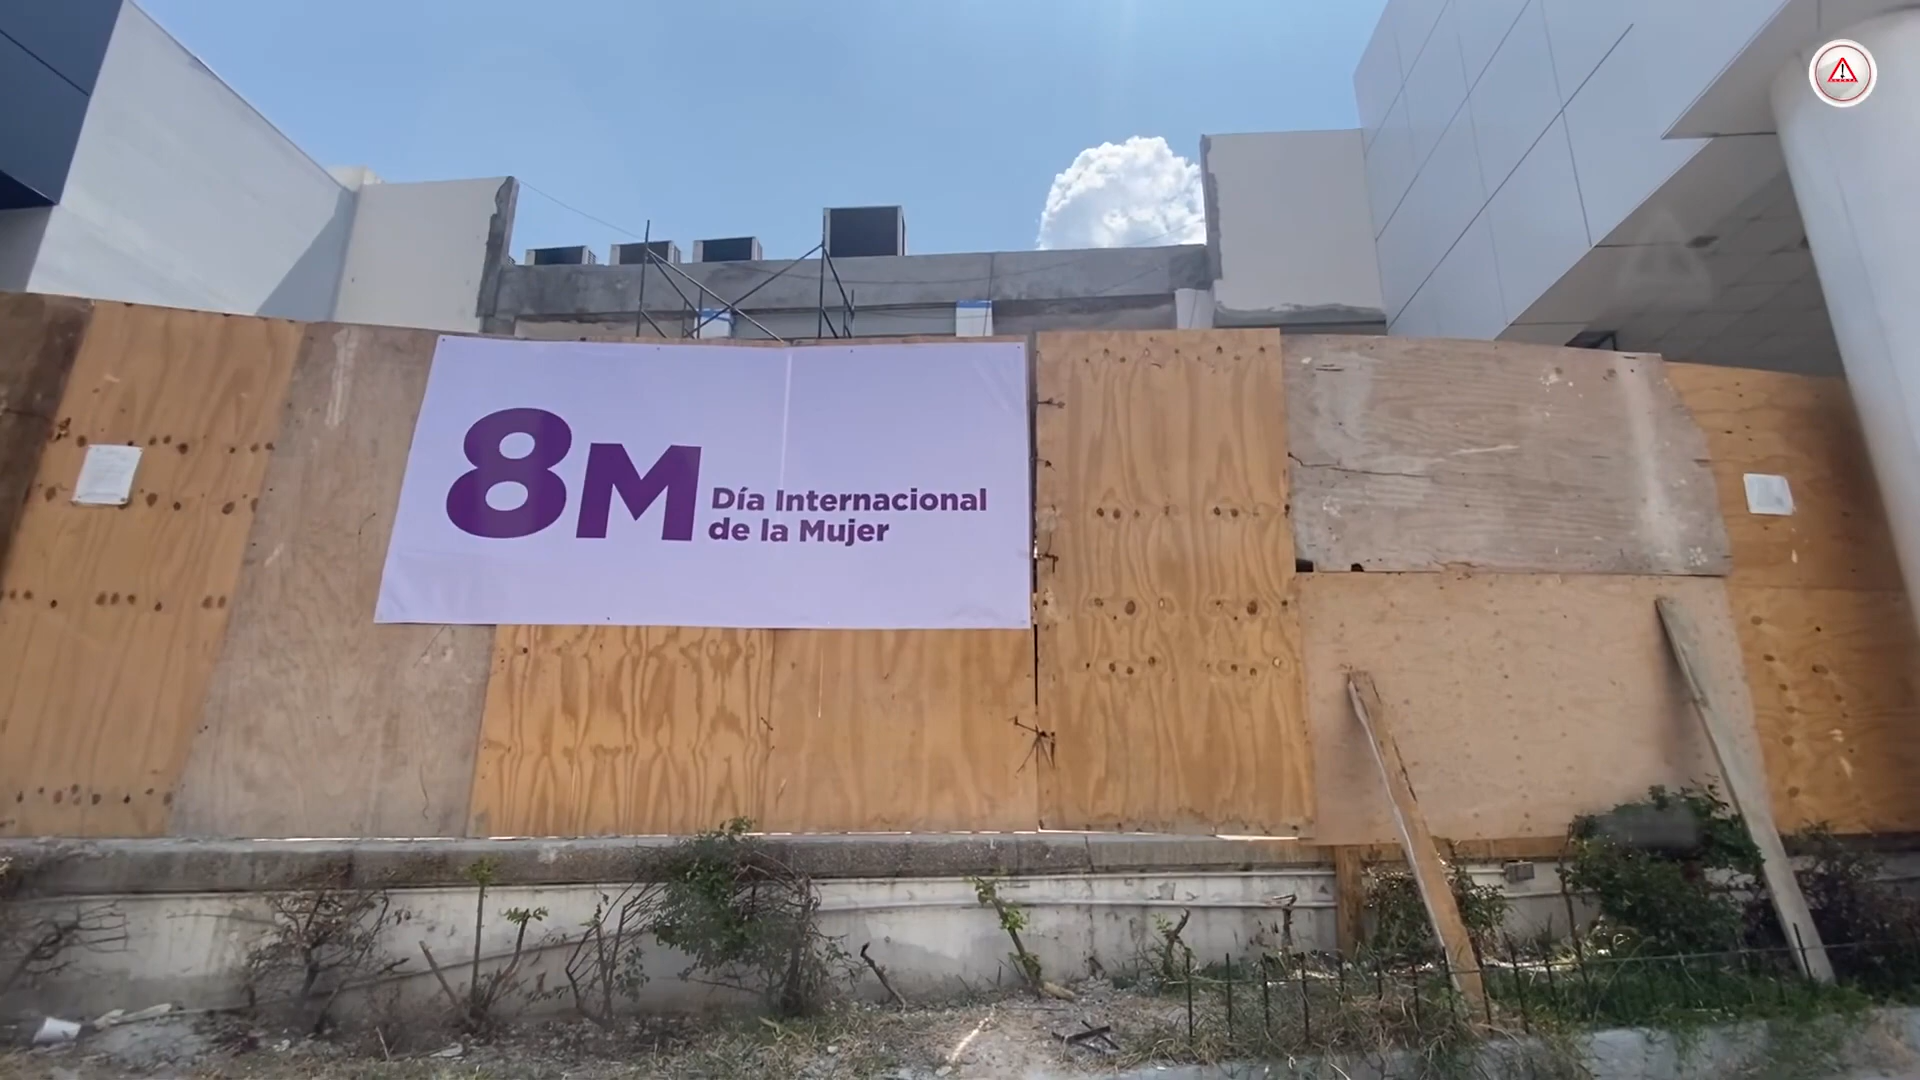 8M
Día Internacional
de la Mujer